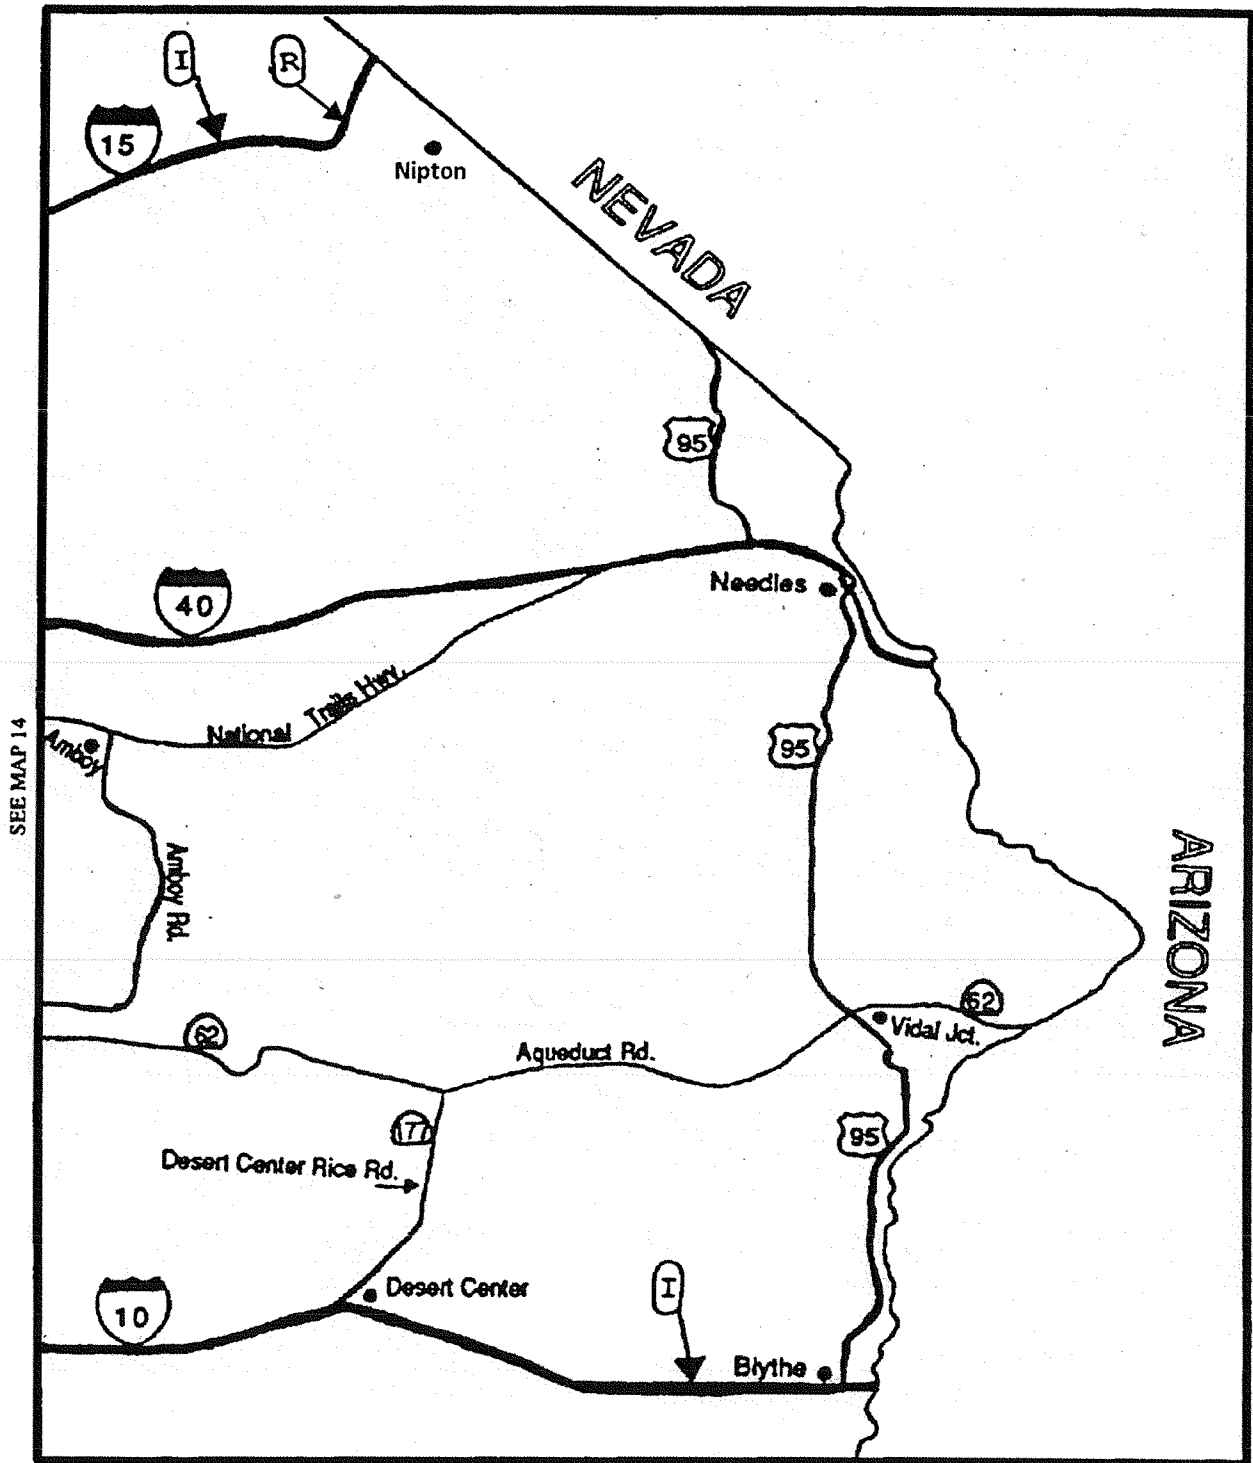 I
R
15
Nipton
NEVADA
95
Needles
40
National Trails Hwy.
95
Amboy
SEE MAP 14
Amboy Rd.
ARIZONA
62
Vidal Jct.
62
Aqueduct Rd.
177
95
Desert Center Rice Rd.
I
Desert Center
10
Blythe